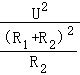 U²
(R₁+R₂)²
R₂